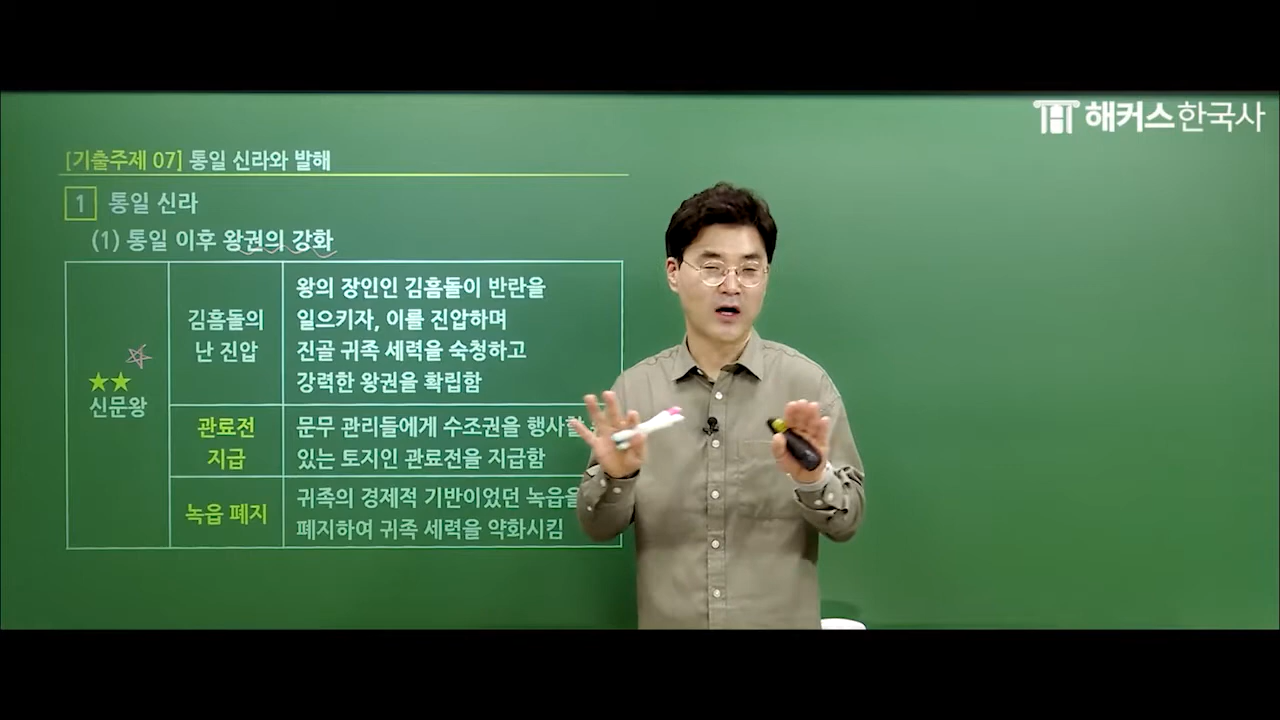 해커스한국사
[기출주제 07] 통일 신라와 발해
1 통일 신라
(1) 통일 이후 왕권의 강화
★★
신문왕
김흠돌의
난 진압
왕의 장인인 김흠돌이 반란을
일으키자, 이를 진압하며
진골 귀족 세력을 숙청하고
강력한 왕권을 확립함
관료전
지급
문무 관리들에게 수조권을 행사할
있는 토지인 관료전을 지급함
녹읍 폐지
귀족의 경제적 기반이었던 녹읍을
폐지하여 귀족 세력을 약화시킴